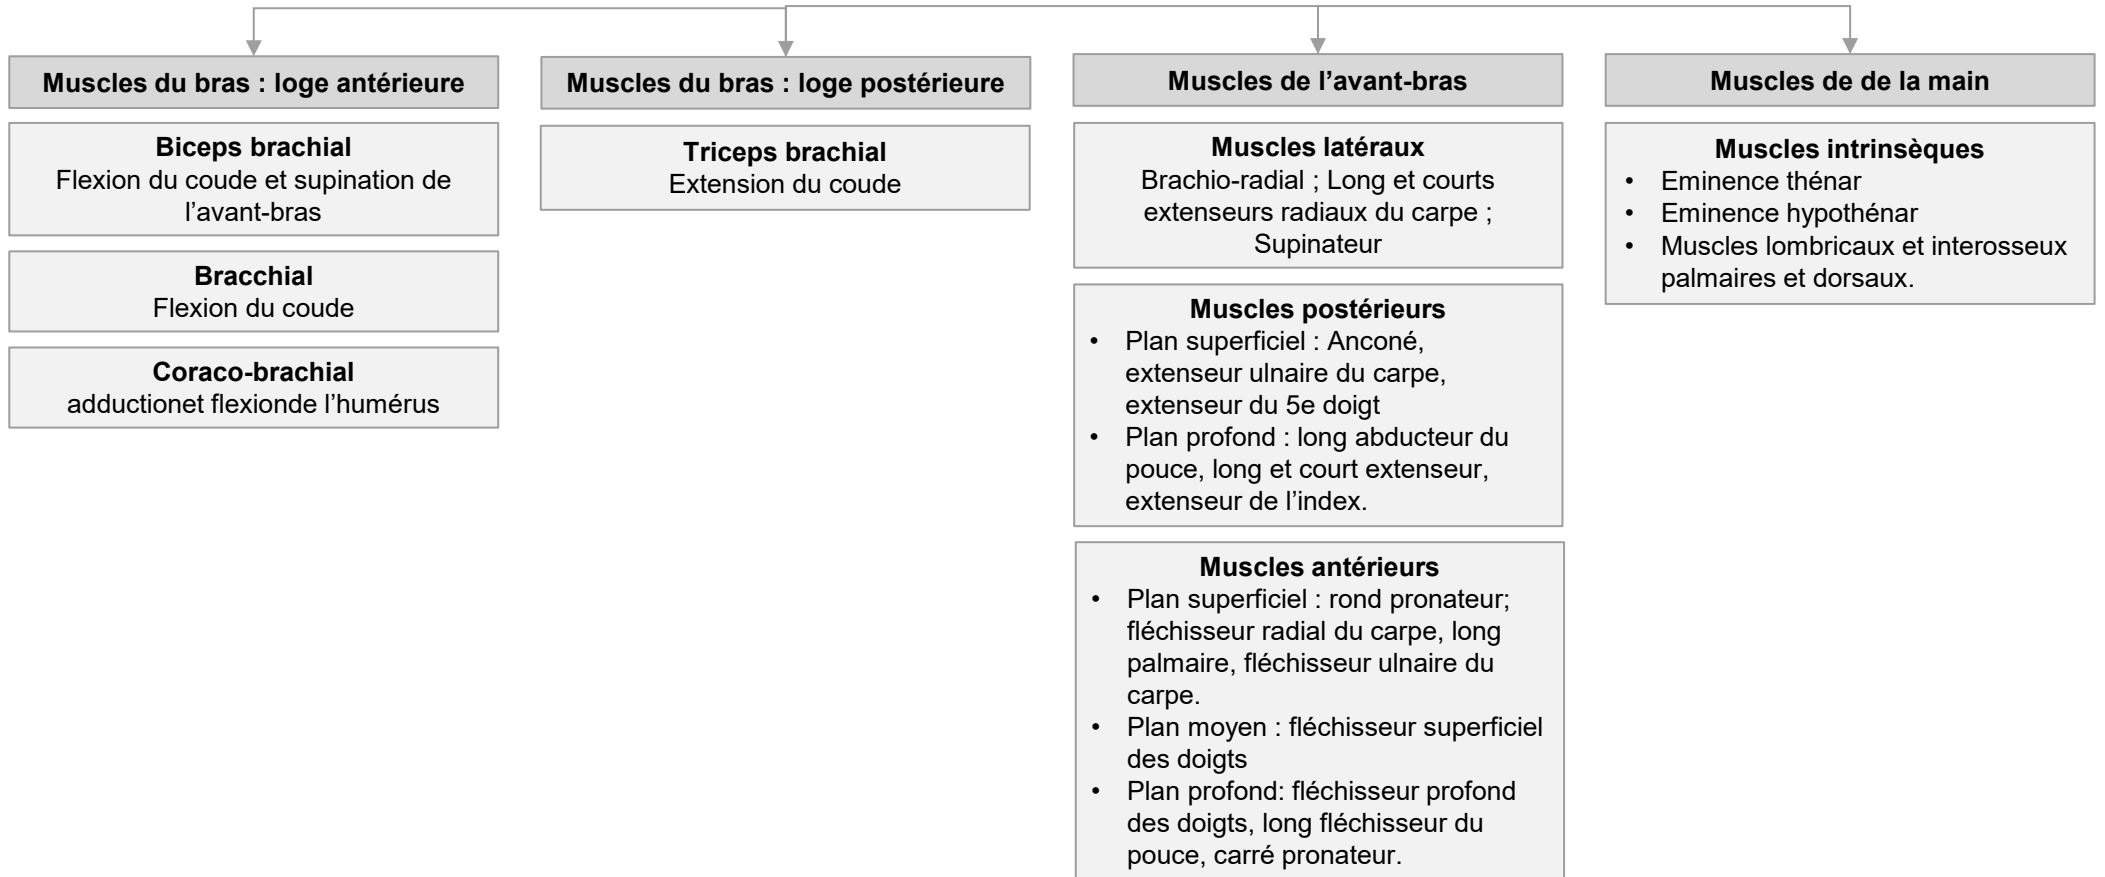 Muscles du bras : loge antérieure
Biceps brachial
Flexion du coude et supination de
l’avant-bras
Bracchial
Flexion du coude
Coraco-brachial
adductionet flexionde l’humérus
Muscles du bras : loge postérieure
Triceps brachial
Extension du coude
Muscles de l’avant-bras
Muscles latéraux
Brachio-radial ; Long et courts
extenseurs radiaux du carpe ;
Supinateur
Muscles postérieurs
• Plan superficiel : Anconé,
extenseur ulnaire du carpe,
extenseur du 5e doigt
• Plan profond : long abducteur du
pouce, long et court extenseur,
extenseur de l’index.
Muscles antérieurs
• Plan superficiel : rond pronateur;
fléchisseur radial du carpe, long
palmaire, fléchisseur ulnaire du
carpe.
• Plan moyen : fléchisseur superficiel
des doigts
• Plan profond: fléchisseur profond
des doigts, long fléchisseur du
pouce, carré pronateur.
Muscles de de la main
Muscles intrinsèques
• Eminence thénar
• Eminence hypothénar
• Muscles lombricaux et interosseux
palmaires et dorsaux.